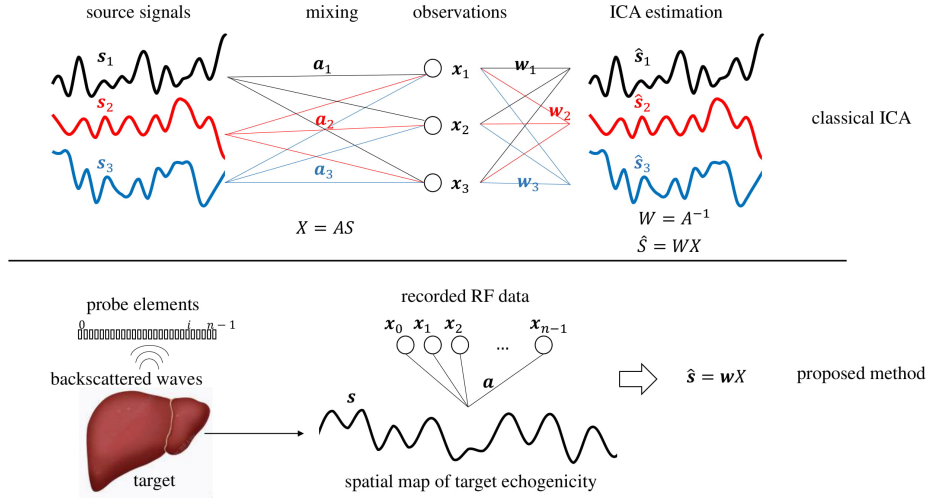 source signals mixing observations ICA estimation
s₁ a₁ x₁ w₁ ŝ₁
s₂ a₂ x₂ w₂ ŝ₂
classical ICA
s₃ a₃ x₃ w₃ ŝ₃
X = AS
W = A⁻¹
Ŝ = WX
probe elements
0 i n − 1
backscattered waves
target
recorded RF data
x₀ x₁ x₂ ... xₙ₋₁
a
s
spatial map of target echogenicity
ŝ = wX
proposed method